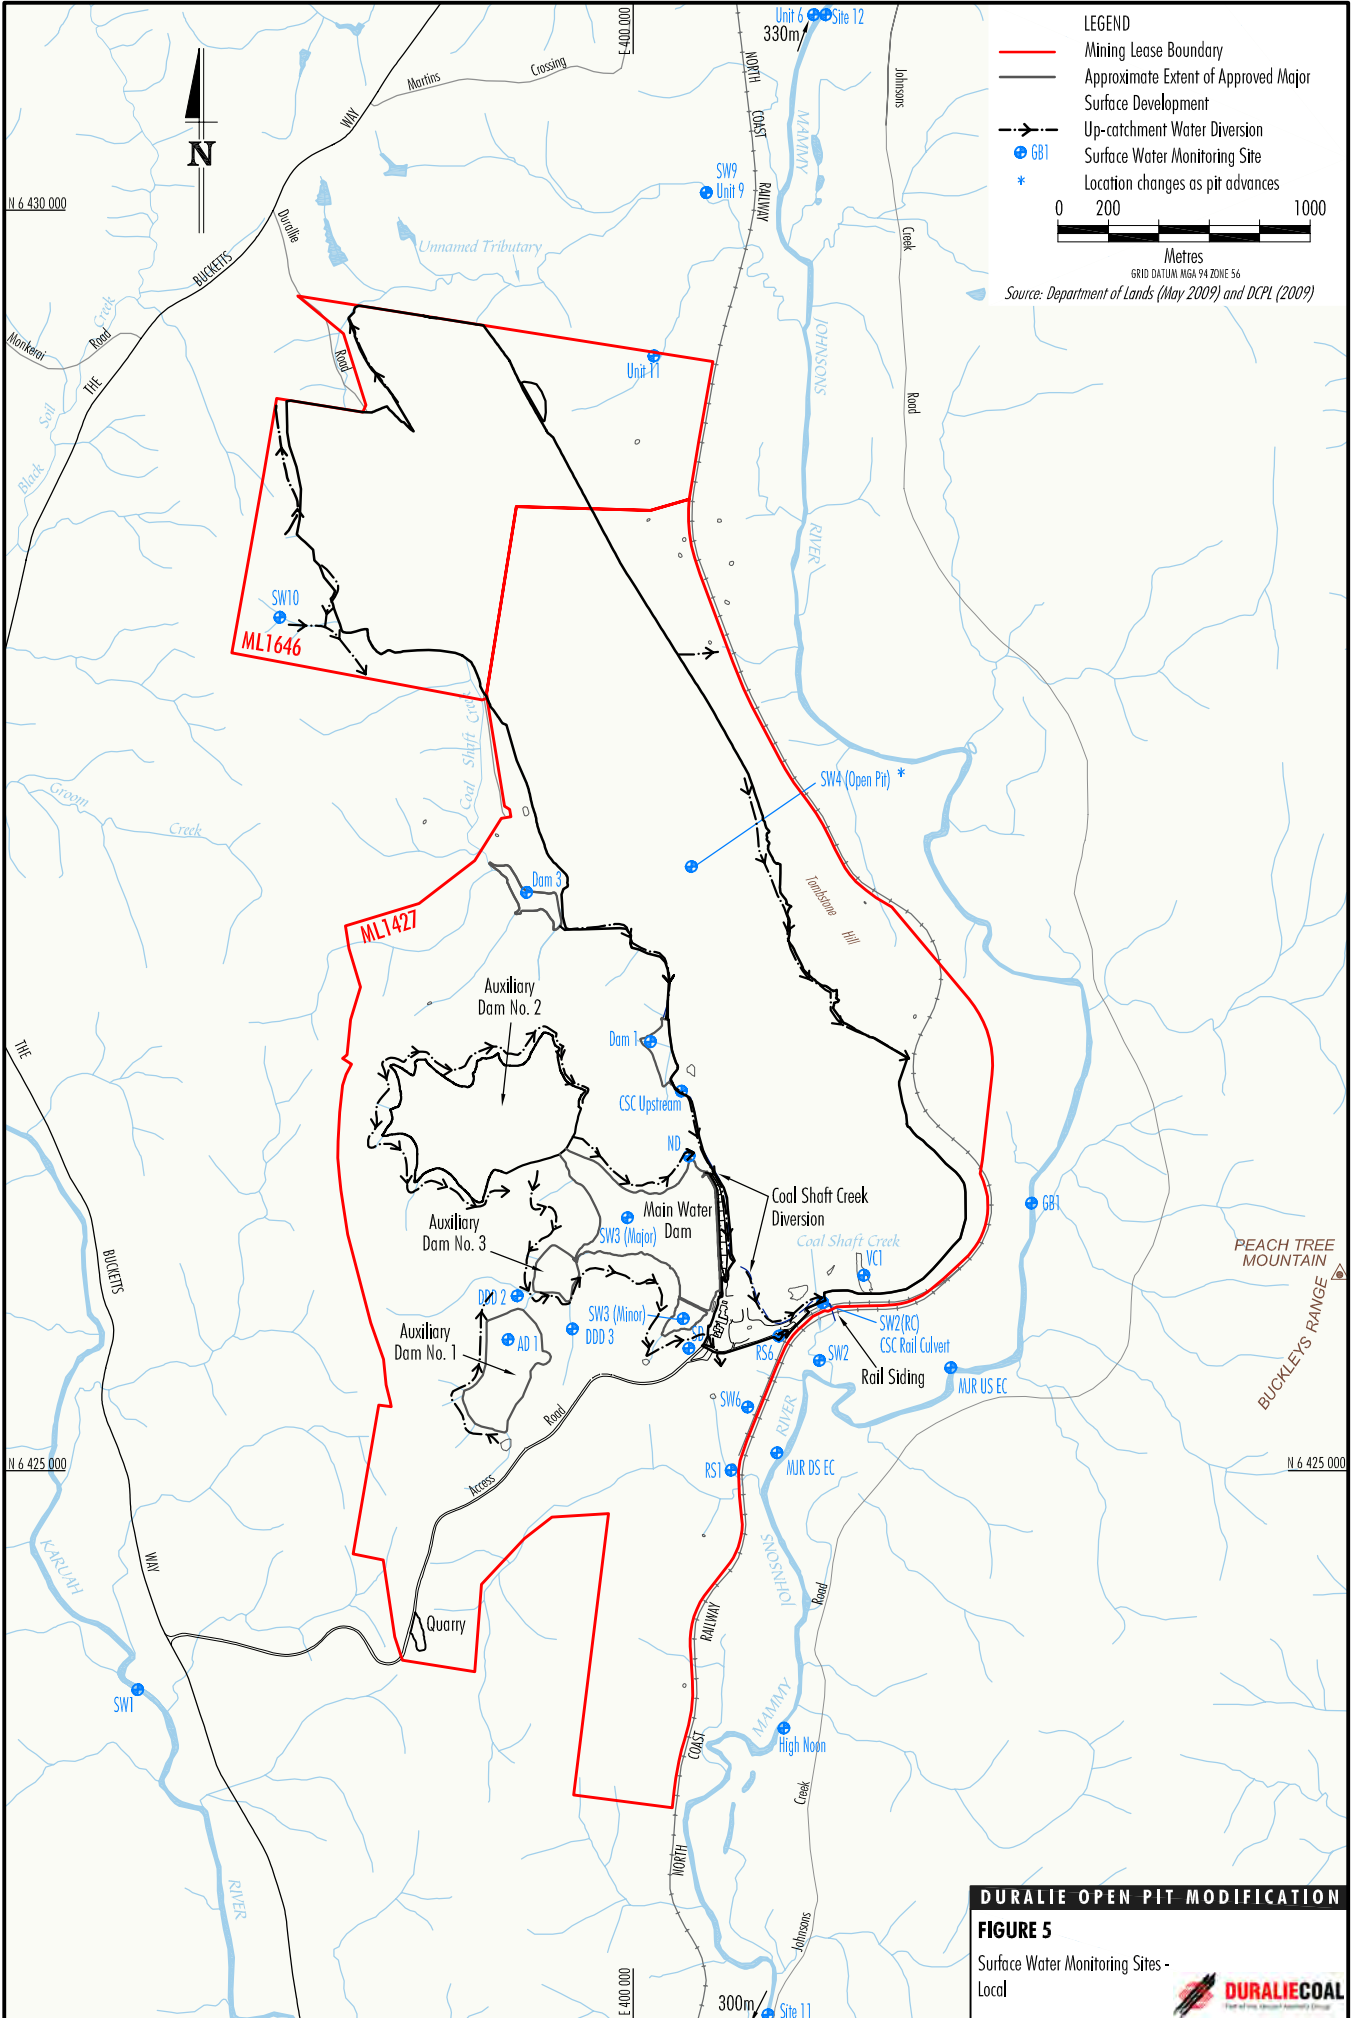 Unit 6
Site 12
330m
E 400 000
LEGEND
Mining Lease Boundary
Approximate Extent of Approved Major
Surface Development
Up-catchment Water Diversion
GB1
Surface Water Monitoring Site
*
Location changes as pit advances
0 200 1000
Metres
GRID DATUM MGA 94 ZONE 56
Source: Department of Lands (May 2009) and DCPL (2009)
Martins
Crossing
WAY
NORTH
COAST
RAILWAY
MAMMY
Johnsons
N
SW9
Unit 9
N 6 430 000
Durallie
Creek
Unnamed Tributary
BUCKETTS
Creek
Road
Monkerai
JOHNSONS
Road
Unit 11
THE
Road
Soil
Black
RIVER
SW10
ML1646
Coal Shaft Creek
SW4 (Open Pit) *
Groom
Creek
Dam 3
Tombstone
Hill
ML1427
Auxiliary
Dam No. 2
Dam 1
THE
CSC Upstream
ND
Coal Shaft Creek
Diversion
GB1
Main Water
Dam
Auxiliary
Dam No. 3
SW3 (Major)
Coal Shaft Creek
VC1
PEACH TREE
MOUNTAIN
BUCKETTS
BUCKLEYS RANGE
DDD 2
SW3 (Minor)
DDD 3
SD
Auxiliary
Dam No. 1
AD 1
RS6
SW2(RC)
CSC Rail Culvert
SW2
Rail Siding
MJR US EC
SW6
Road
RIVER
RS1
MJR DS EC
N 6 425 000
N 6 425 000
Access
KARUAH
WAY
JOHNSONS
Road
RAILWAY
Quarry
SW1
MAMMY
High Noon
COAST
Creek
NORTH
RIVER
Johnsons
E 400 000
300m
Site 11
DURALIE OPEN PIT MODIFICATION
FIGURE 5
Surface Water Monitoring Sites -
Local
DURALIECOAL